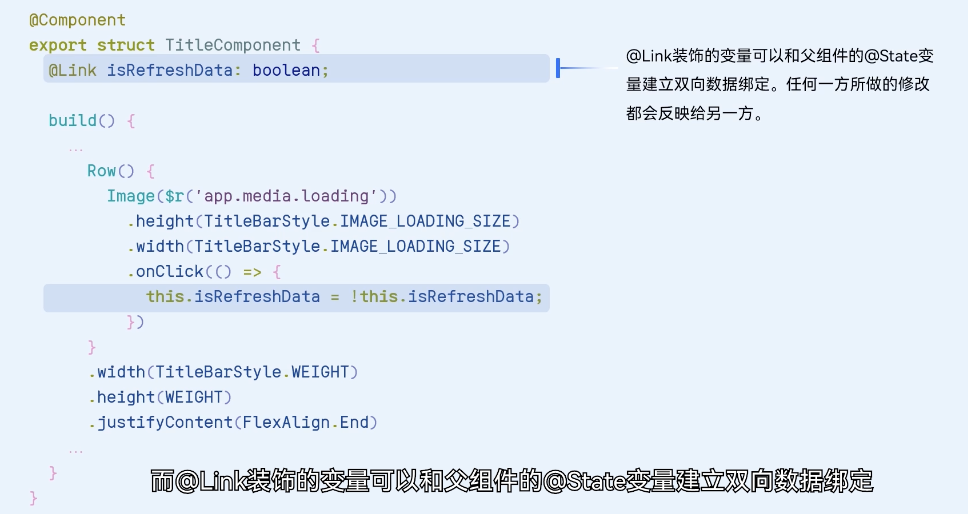 @Component
export struct TitleComponent {
@Link isRefreshData: boolean;
build() {
...
Row() {
Image($r('app.media.loading'))
.height(TitleBarStyle.IMAGE_LOADING_SIZE)
.width(TitleBarStyle.IMAGE_LOADING_SIZE)
.onClick(() => {
this.isRefreshData = !this.isRefreshData;
})
}
.width(TitleBarStyle.WEIGHT)
.height(WEIGHT)
.justifyContent(FlexAlign.End)
...
}
}
@Link装饰的变量可以和父组件的@State变
量建立双向数据绑定。任何一方所做的修改
都会反映给另一方。
而@Link装饰的变量可以和父组件的@State变量建立双向数据绑定